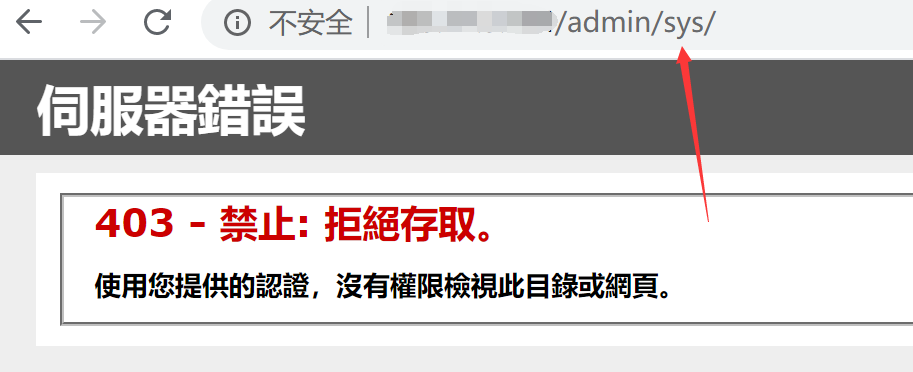 不安全 /admin/sys/
伺服器錯誤
403 - 禁止: 拒絕存取。
使用您提供的認證，沒有權限檢視此目錄或網頁。